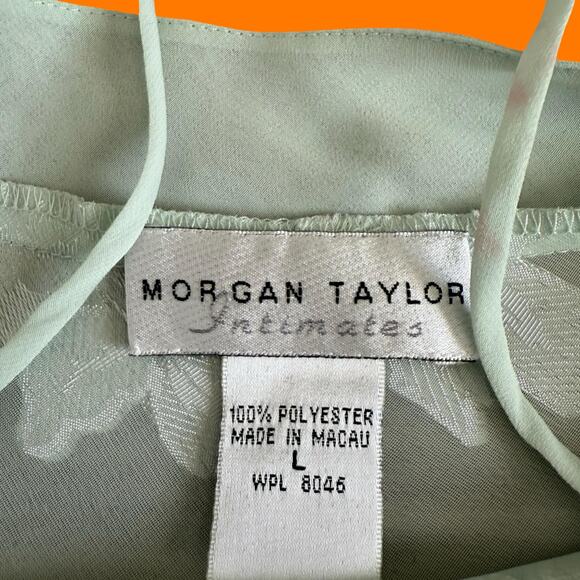 MORGAN TAYLOR
Intimates
100% POLYESTER
MADE IN MACAU
L
WPL 8046